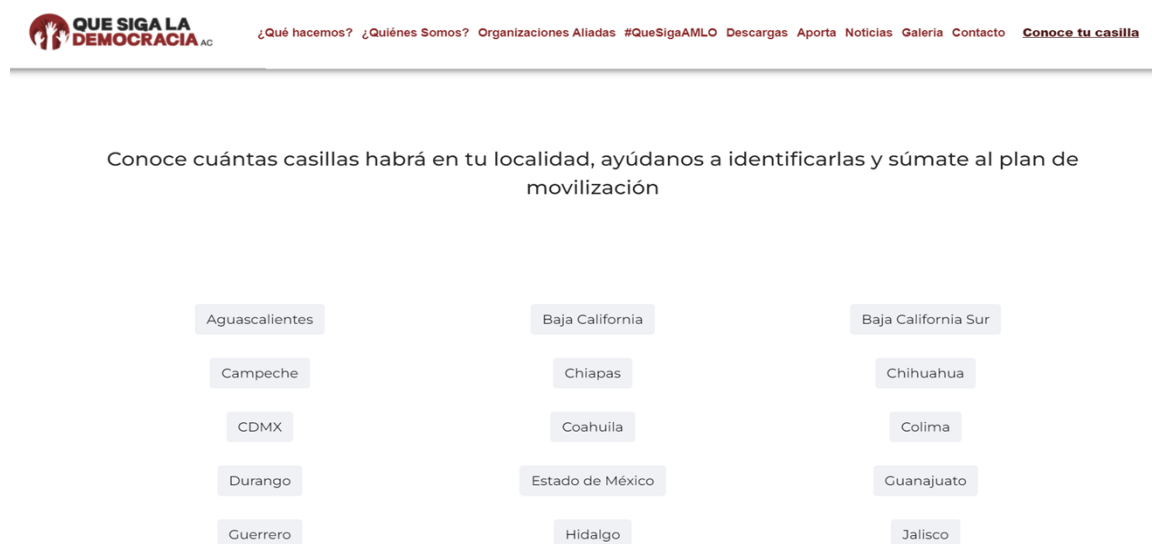 QUE SIGA LA
DEMOCRACIA AC
¿Qué hacemos? ¿Quiénes Somos? Organizaciones Aliadas #QueSigaAMLO Descargas Aporta Noticias Galeria Contacto Conoce tu casilla
Conoce cuántas casillas habrá en tu localidad, ayúdanos a identificarlas y súmate al plan de
movilización
Aguascalientes Baja California Baja California Sur
Campeche Chiapas Chihuahua
CDMX Coahuila Colima
Durango Estado de México Guanajuato
Guerrero Hidalgo Jalisco